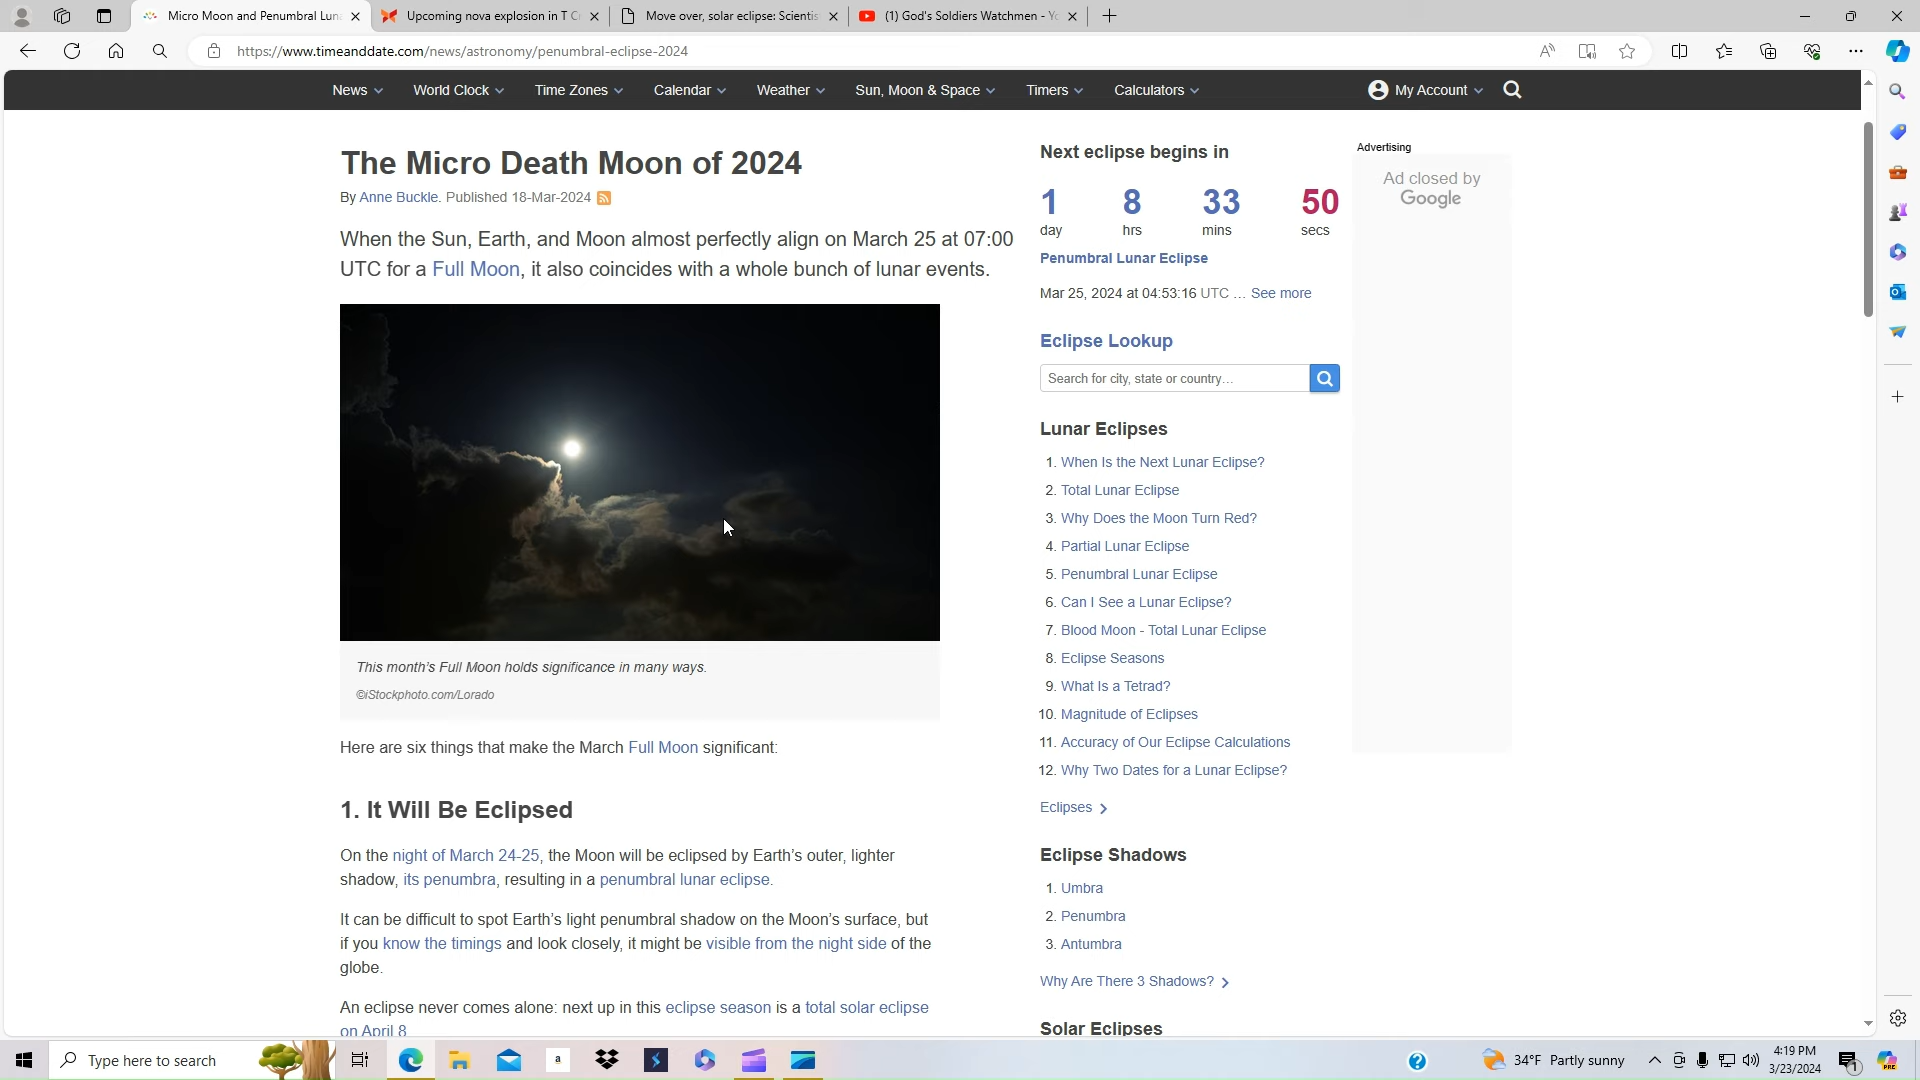 Micro Moon and Penumbral Luna
Upcoming nova explosion in T C
Move over, solar eclipse: Scientis
(1) God's Soldiers Watchmen - Yo
https://www.timeanddate.com/news/astronomy/penumbral-eclipse-2024
News
World Clock
Time Zones
Calendar
Weather
Sun, Moon & Space
Timers
Calculators
My Account
The Micro Death Moon of 2024
By Anne Buckle. Published 18-Mar-2024
When the Sun, Earth, and Moon almost perfectly align on March 25 at 07:00
UTC for a Full Moon, it also coincides with a whole bunch of lunar events.
This month's Full Moon holds significance in many ways.
©iStockphoto.com/Lorado
Here are six things that make the March Full Moon significant:
1. It Will Be Eclipsed
On the night of March 24-25, the Moon will be eclipsed by Earth's outer, lighter
shadow, its penumbra, resulting in a penumbral lunar eclipse.
It can be difficult to spot Earth's light penumbral shadow on the Moon's surface, but
if you know the timings and look closely, it might be visible from the night side of the
globe.
An eclipse never comes alone: next up in this eclipse season is a total solar eclipse
on April 8
Next eclipse begins in
1 8 33 50
day hrs mins secs
Penumbral Lunar Eclipse
Mar 25, 2024 at 04:53:16 UTC … See more
Eclipse Lookup
Search for city, state or country…
Lunar Eclipses
1. When Is the Next Lunar Eclipse?
2. Total Lunar Eclipse
3. Why Does the Moon Turn Red?
4. Partial Lunar Eclipse
5. Penumbral Lunar Eclipse
6. Can I See a Lunar Eclipse?
7. Blood Moon - Total Lunar Eclipse
8. Eclipse Seasons
9. What Is a Tetrad?
10. Magnitude of Eclipses
11. Accuracy of Our Eclipse Calculations
12. Why Two Dates for a Lunar Eclipse?
Eclipses
Eclipse Shadows
1. Umbra
2. Penumbra
3. Antumbra
Why Are There 3 Shadows?
Solar Eclipses
Advertising
Ad closed by
Google
Type here to search
a
34°F Partly sunny
4:19 PM
3/23/2024
1
PRE